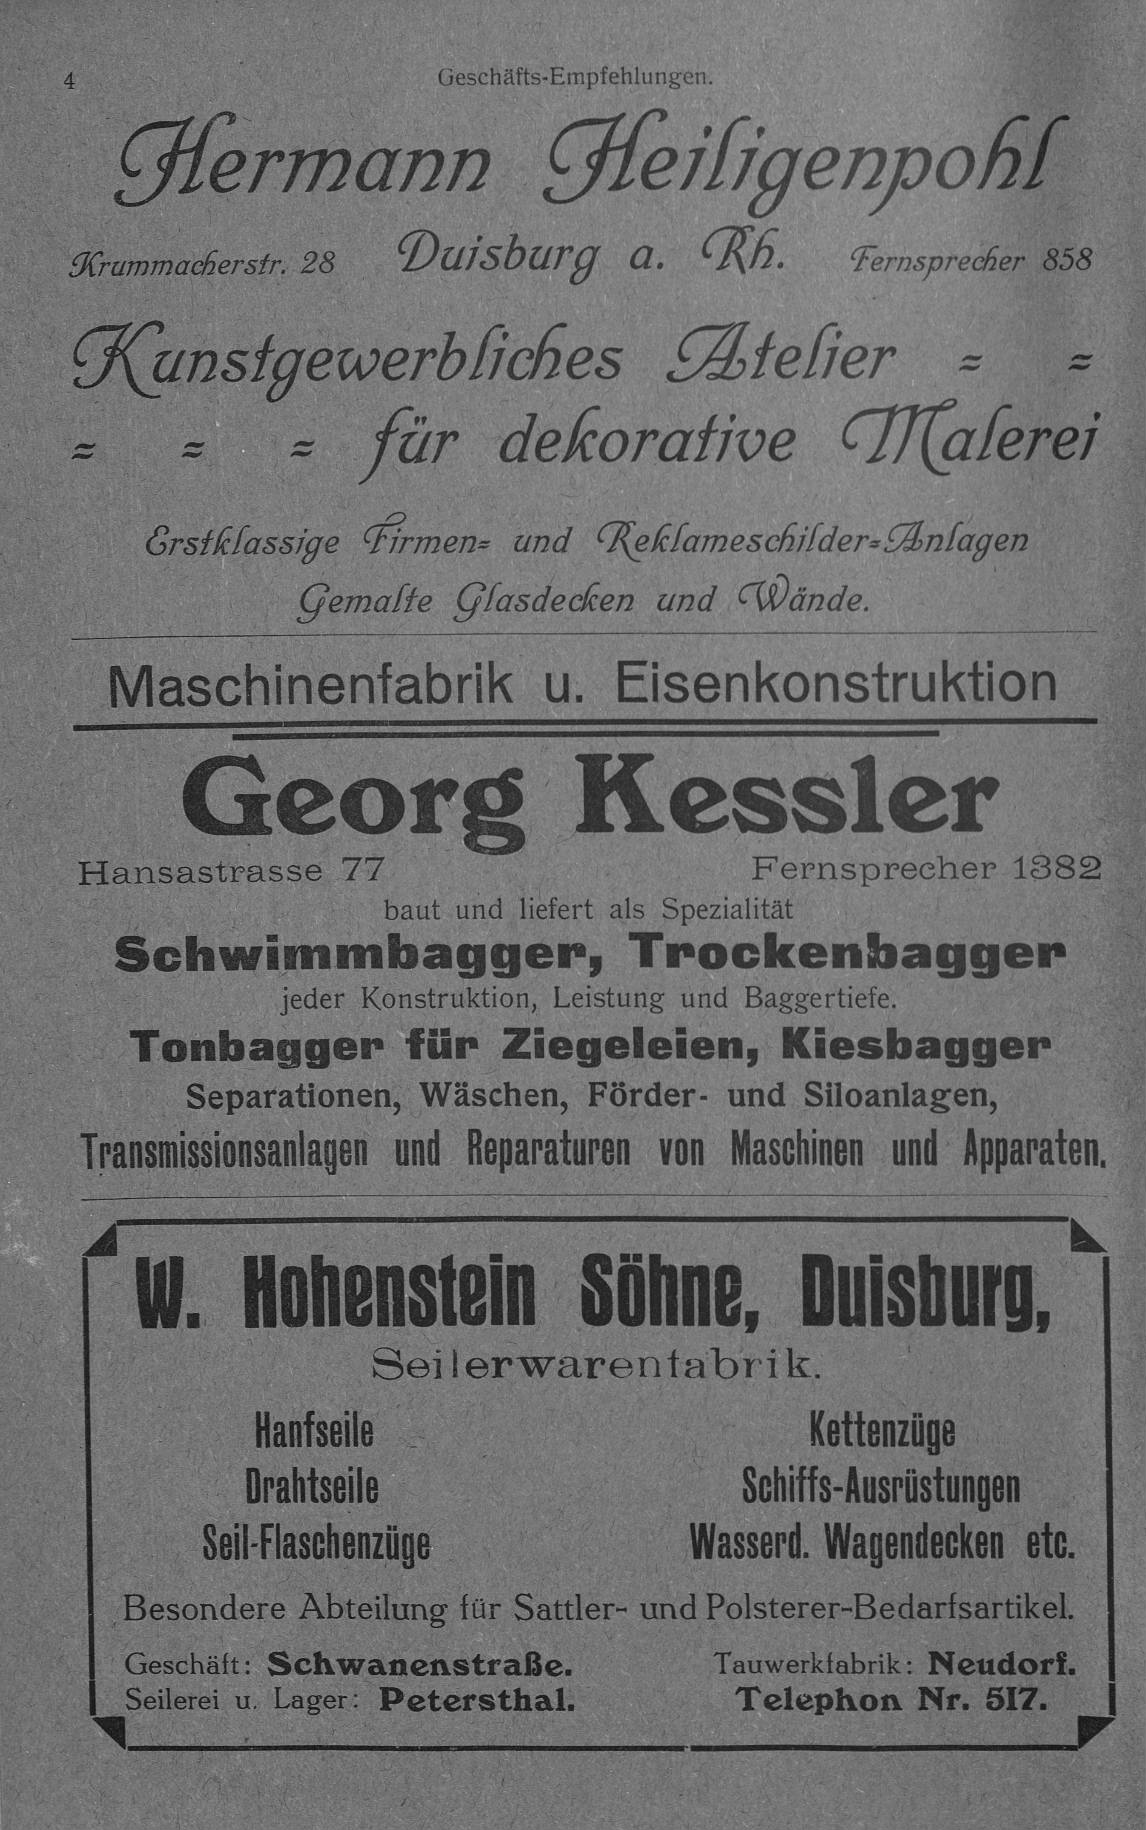 4
Geschäfts-Empfehlungen.
Hermann Heiligenpohl
Krummacherstr. 28 Duisburg a. Rh. Fernsprecher 858
Kunstgewerbliches Atelier = =
= = = für dekorative Malerei
Erstklassige Firmen= und Reklameschilder=Anlagen
Gemalte Glasdecken und Wände.
Maschinenfabrik u. Eisenkonstruktion
Georg Kessler
Hansastrasse 77 Fernsprecher 1382
baut und liefert als Spezialität
Schwimmbagger, Trockenbagger
jeder Konstruktion, Leistung und Baggertiefe.
Tonbagger für Ziegeleien, Kiesbagger
Separationen, Wäschen, Förder- und Siloanlagen,
Transmissionsanlagen und Reparaturen von Maschinen und Apparaten.
W. Hohenstein Söhne, Duisburg,
Seilerwarenfabrik.
Hanfseile Kettenzüge
Drahtseile Schiffs-Ausrüstungen
Seil-Flaschenzüge Wasserd. Wagendecken etc.
Besondere Abteilung für Sattler- und Polsterer-Bedarfsartikel.
Geschäft: Schwanenstraße. Tauwerkfabrik: Neudorf.
Seilerei u. Lager: Petersthal. Telephon Nr. 517.